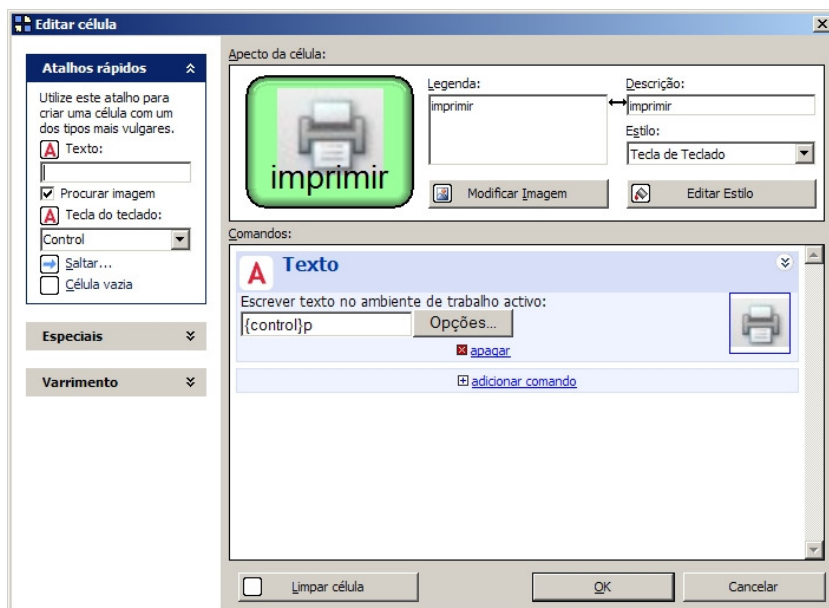 Editar célula
Atalhos rápidos
Utilize este atalho para
criar uma célula com um
dos tipos mais vulgares.
A Texto:
Procurar imagem
A Tecla do teclado:
Control
Saltar...
Célula vazia
Especiais
Varrimento
Apecto da célula:
imprimir
Legenda:
imprimir
Modificar Imagem
Descrição:
imprimir
Estilo:
Tecla de Teclado
Editar Estilo
Comandos:
A Texto
Escrever texto no ambiente de trabalho activo:
{control}p
Opções...
apagar
adicionar comando
Limpar célula
OK
Cancelar